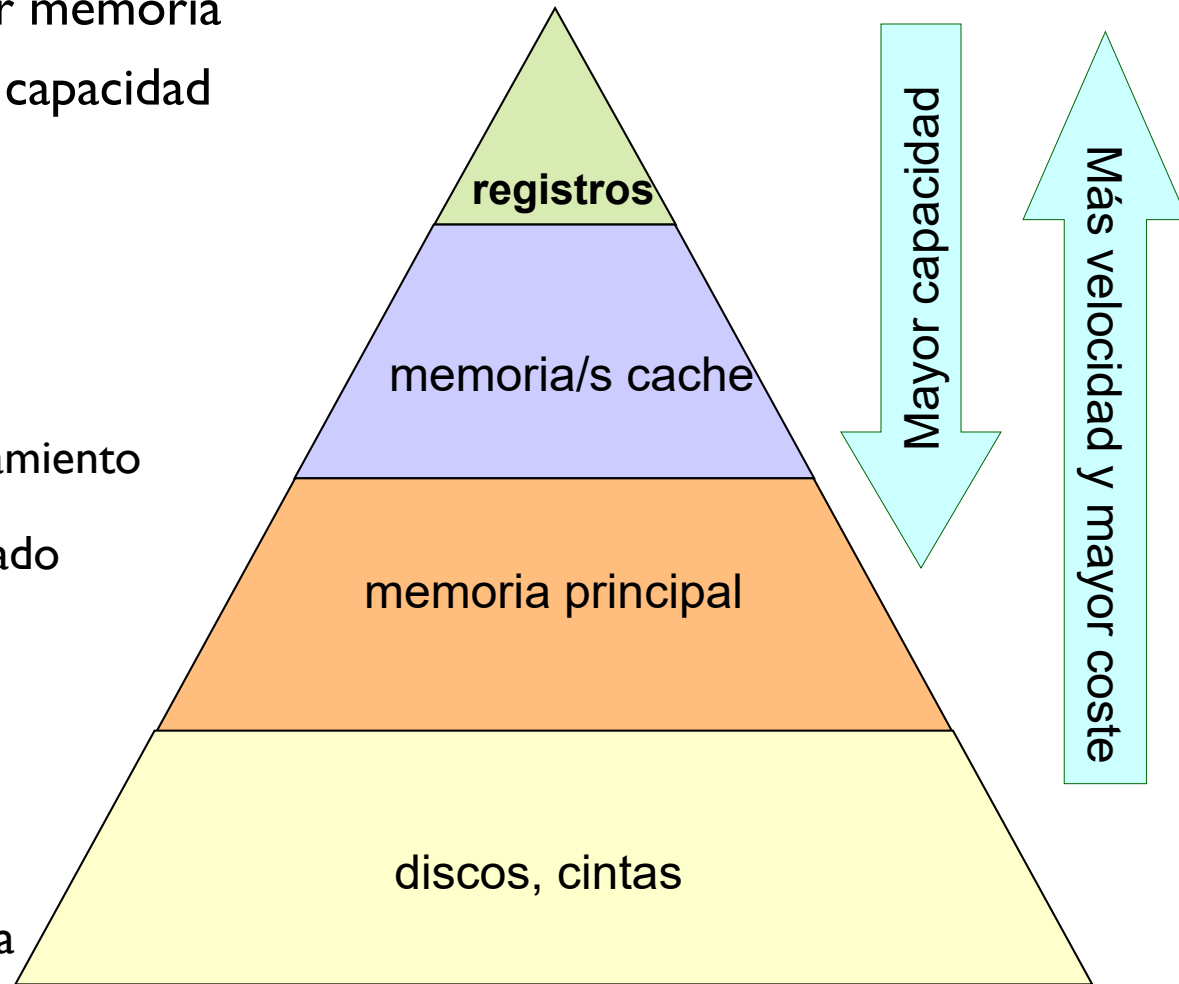 r memoria
capacidad
registros
memoria/s cache
amiento
ado
memoria principal
discos, cintas
a
Mayor capacidad
Más velocidad y mayor coste